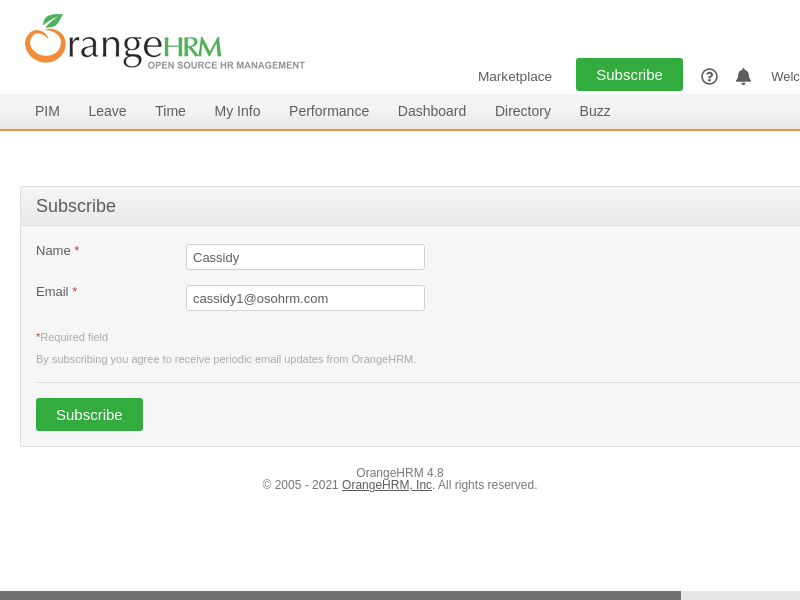 OrangeHRM
OPEN SOURCE HR MANAGEMENT
Marketplace Subscribe Welc
PIM Leave Time My Info Performance Dashboard Directory Buzz
Subscribe
Name * Cassidy
Email * cassidy1@osohrm.com
*Required field
By subscribing you agree to receive periodic email updates from OrangeHRM.
Subscribe
OrangeHRM 4.8
© 2005 - 2021 OrangeHRM, Inc. All rights reserved.